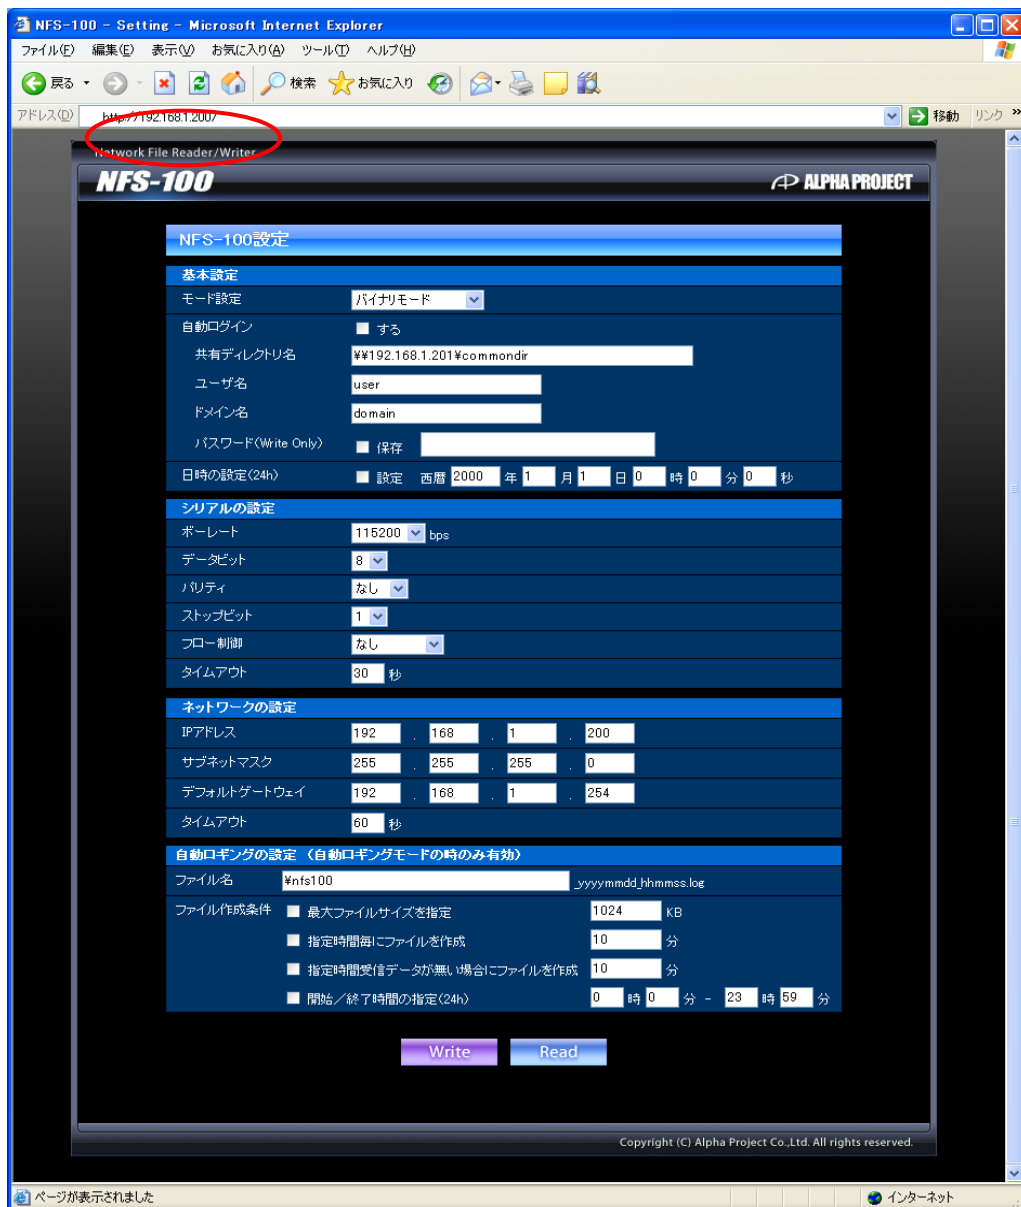 NFS-100 - Setting - Microsoft Internet Explorer
ファイル(F) 編集(E) 表示(V) お気に入り(A) ツール(T) ヘルプ(H)
戻る 検索 お気に入り
アドレス(D) http://192.168.1.200/ 移動 リンク »
Network File Reader/Writer
NFS-100 ALPHA PROJECT
NFS-100設定
基本設定
モード設定 バイナリモード
自動ログイン する
共有ディレクトリ名 ¥¥192.168.1.201¥commondir
ユーザ名 user
ドメイン名 domain
パスワード(Write Only) 保存
日時の設定(24h) 設定 西暦 2000 年 1 月 1 日 0 時 0 分 0 秒
シリアルの設定
ボーレート 115200 bps
データビット 8
パリティ なし
ストップビット 1
フロー制御 なし
タイムアウト 30 秒
ネットワークの設定
IPアドレス 192 . 168 . 1 . 200
サブネットマスク 255 . 255 . 255 . 0
デフォルトゲートウェイ 192 . 168 . 1 . 254
タイムアウト 60 秒
自動ロギングの設定 (自動ロギングモードの時のみ有効)
ファイル名 ¥nfs100 _yyyymmdd_hhmmss.log
ファイル作成条件 最大ファイルサイズを指定 1024 KB
指定時間毎にファイルを作成 10 分
指定時間受信データが無い場合にファイルを作成 10 分
開始/終了時間の指定(24h) 0 時 0 分 - 23 時 59 分
Write Read
Copyright (C) Alpha Project Co.,Ltd. All rights reserved.
ページが表示されました インターネット